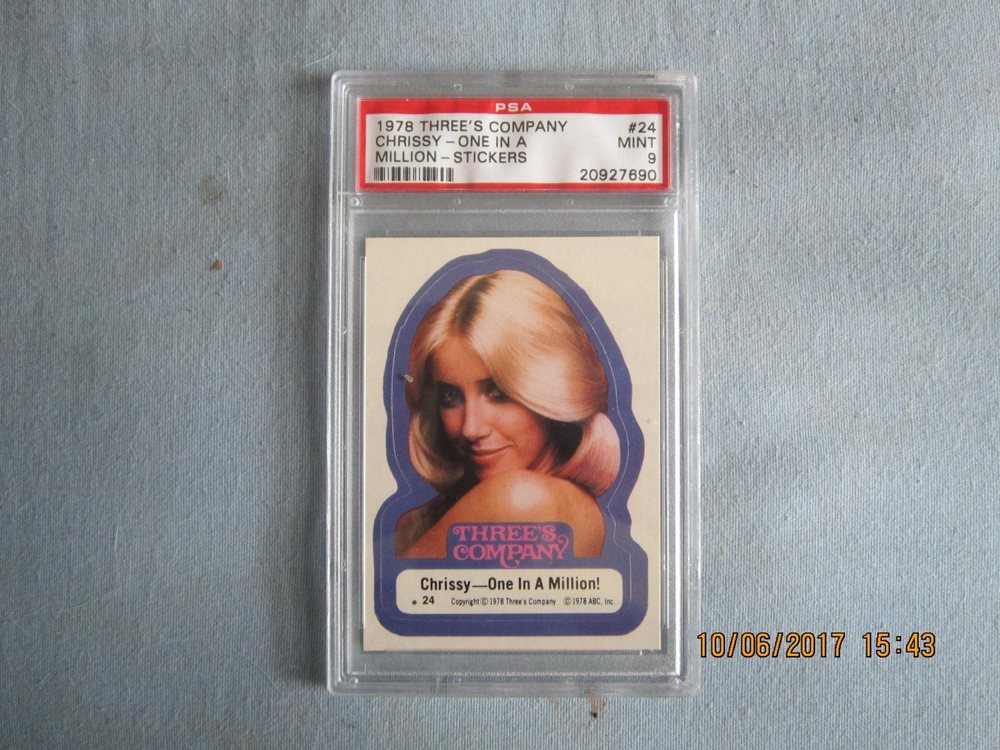 PSA
1978 THREE'S COMPANY #24
CHRISSY – ONE IN A MINT
MILLION – STICKERS 9
20927690
THREE'S
COMPANY
Chrissy—One In A Million!
* 24 Copyright © 1978 Three's Company © 1978 ABC, Inc.
10/06/2017 15:43